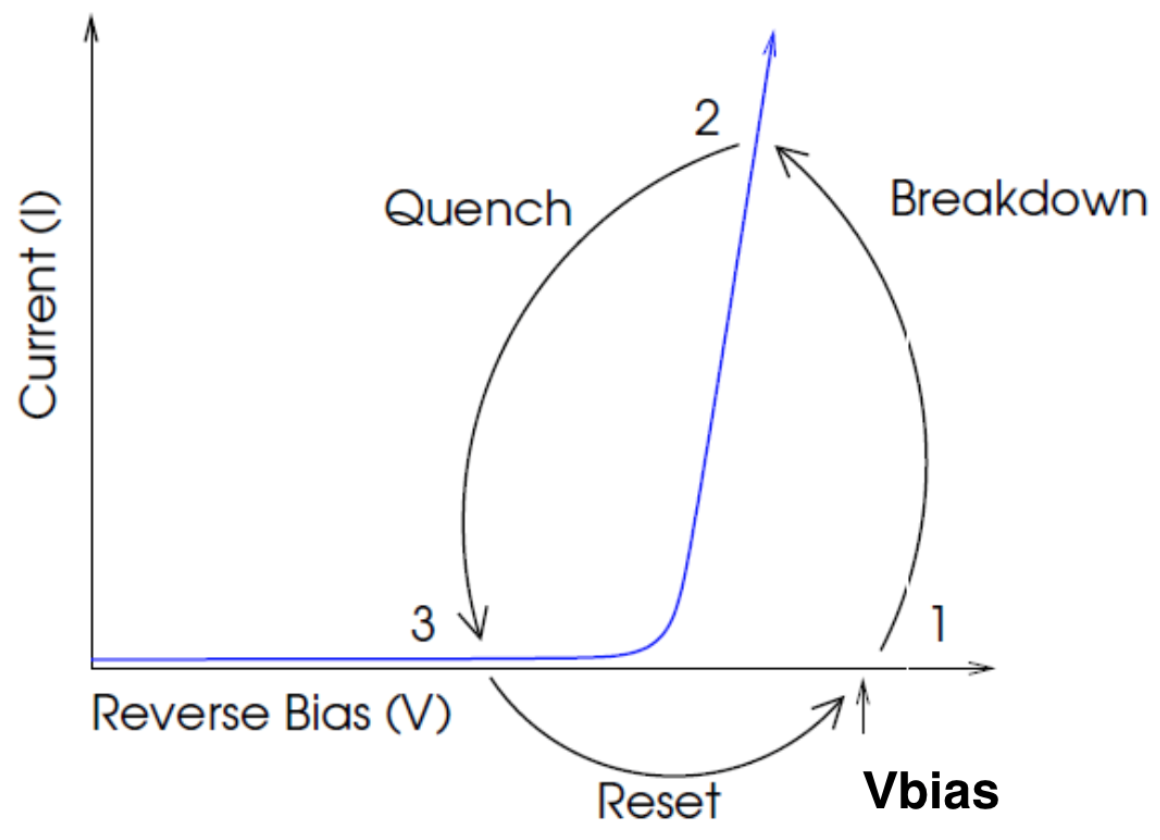 2
Quench
Breakdown
Current (I)
3
1
Reverse Bias (V)
Reset
Vbias